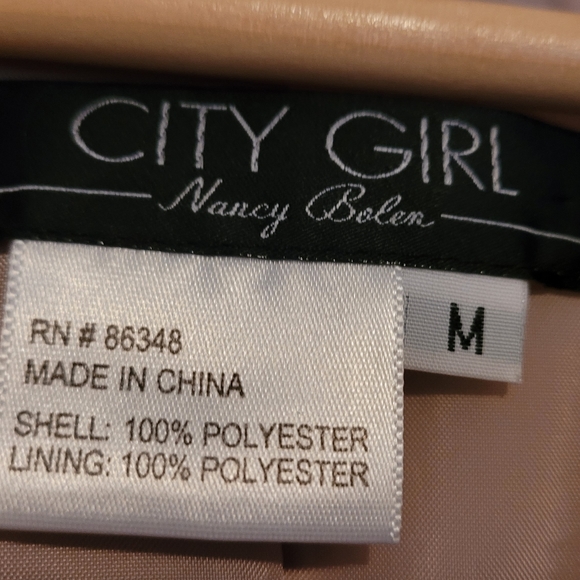 CITY GIRL
Nancy Bolen
M
RN # 86348
MADE IN CHINA
SHELL: 100% POLYESTER
LINING: 100% POLYESTER